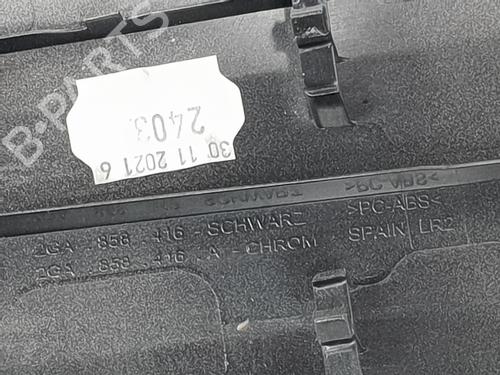 B-PARTS
2403
30 11 2021 6
>PC-ABS<
2GA . 858 . 416 - SCHWARZ >PC-ABS<
2GA . 858 . 416 . A - CHROM SPAIN LR2